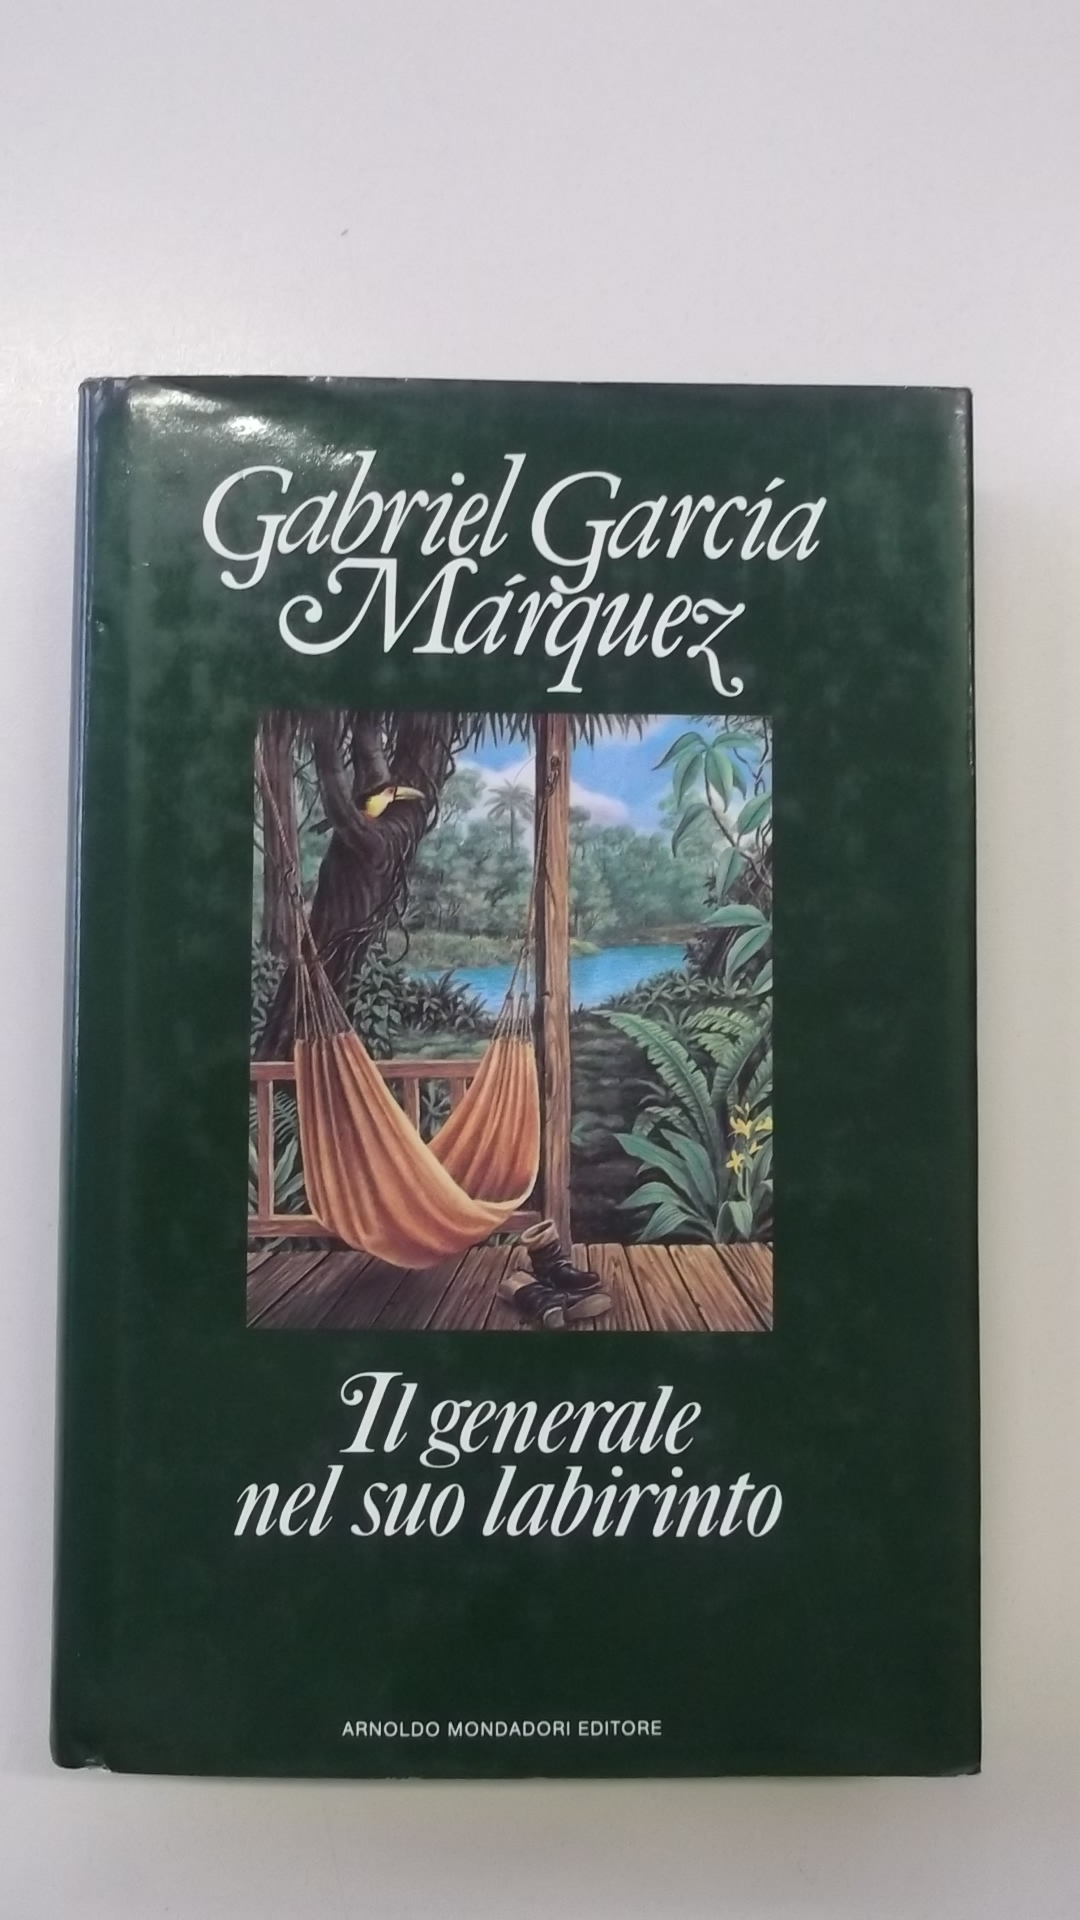 Gabriel García
Márquez
Il generale
nel suo labirinto
ARNOLDO MONDADORI EDITORE